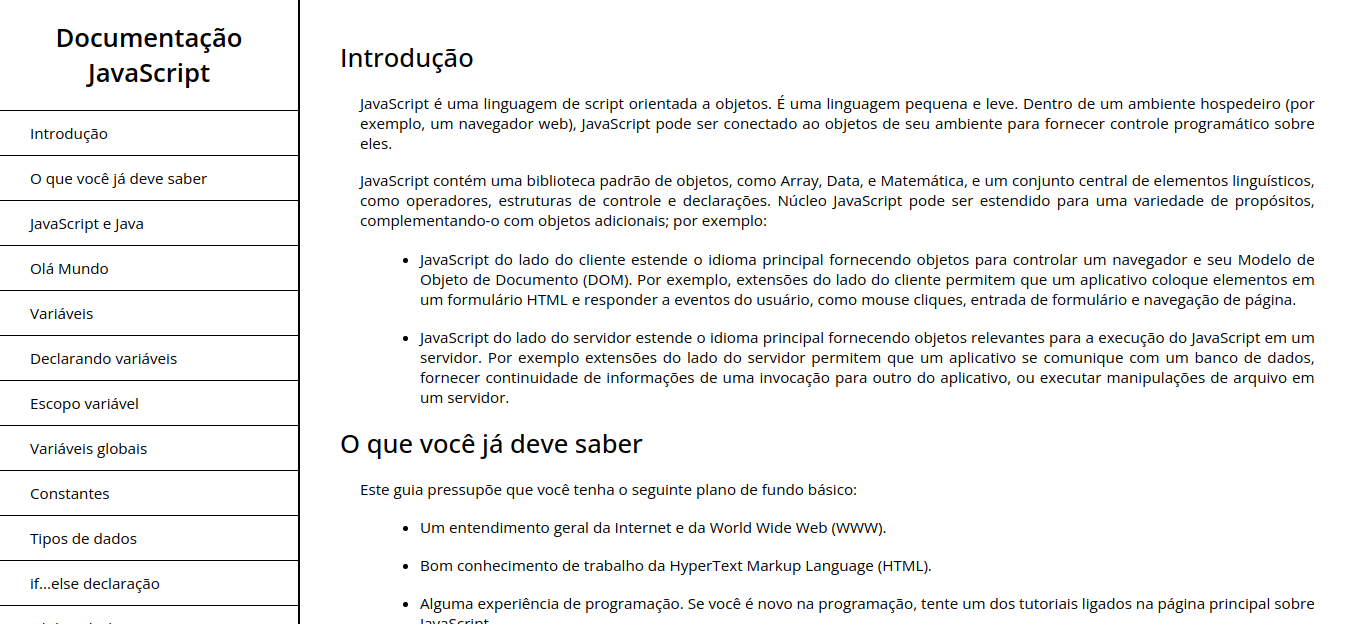 Documentação
JavaScript
Introdução
O que você já deve saber
JavaScript e Java
Olá Mundo
Variáveis
Declarando variáveis
Escopo variável
Variáveis globais
Constantes
Tipos de dados
if...else declaração
Introdução
JavaScript é uma linguagem de script orientada a objetos. É uma linguagem pequena e leve. Dentro de um ambiente hospedeiro (por
exemplo, um navegador web), JavaScript pode ser conectado ao objetos de seu ambiente para fornecer controle programático sobre
eles.
JavaScript contém uma biblioteca padrão de objetos, como Array, Data, e Matemática, e um conjunto central de elementos linguísticos,
como operadores, estruturas de controle e declarações. Núcleo JavaScript pode ser estendido para uma variedade de propósitos,
complementando-o com objetos adicionais; por exemplo:
• JavaScript do lado do cliente estende o idioma principal fornecendo objetos para controlar um navegador e seu Modelo de
Objeto de Documento (DOM). Por exemplo, extensões do lado do cliente permitem que um aplicativo coloque elementos em
um formulário HTML e responder a eventos do usuário, como mouse cliques, entrada de formulário e navegação de página.
• JavaScript do lado do servidor estende o idioma principal fornecendo objetos relevantes para a execução do JavaScript em um
servidor. Por exemplo extensões do lado do servidor permitem que um aplicativo se comunique com um banco de dados,
fornecer continuidade de informações de uma invocação para outro do aplicativo, ou executar manipulações de arquivo em
um servidor.
O que você já deve saber
Este guia pressupõe que você tenha o seguinte plano de fundo básico:
• Um entendimento geral da Internet e da World Wide Web (WWW).
• Bom conhecimento de trabalho da HyperText Markup Language (HTML).
• Alguma experiência de programação. Se você é novo na programação, tente um dos tutoriais ligados na página principal sobre
JavaScript.